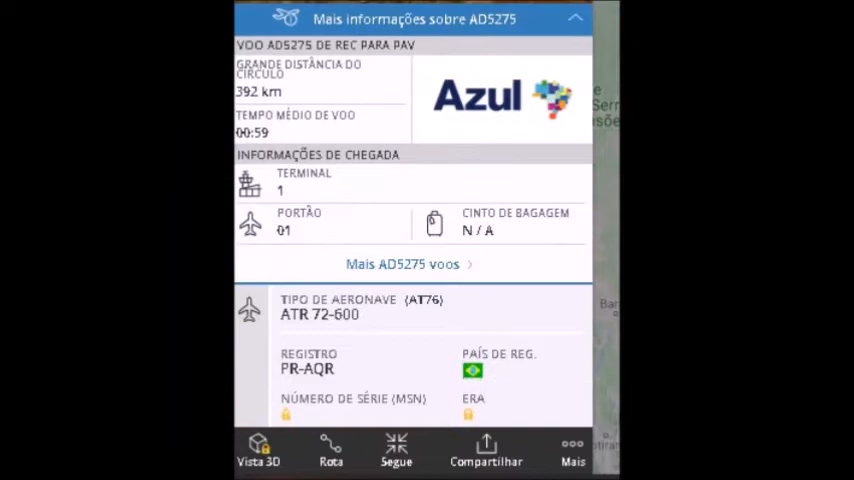 Mais informações sobre AD5275
VOO AD5275 DE REC PARA PAV
GRANDE DISTÂNCIA DO
CÍRCULO
392 km
TEMPO MÉDIO DE VOO
00:59
Azul
INFORMAÇÕES DE CHEGADA
TERMINAL
1
PORTÃO
01
CINTO DE BAGAGEM
N / A
Mais AD5275 voos
TIPO DE AERONAVE (AT76)
ATR 72-600
REGISTRO
PR-AQR
PAÍS DE REG.
NÚMERO DE SÉRIE (MSN)
ERA
Vista 3D
Rota
Segue
Compartilhar
Mais